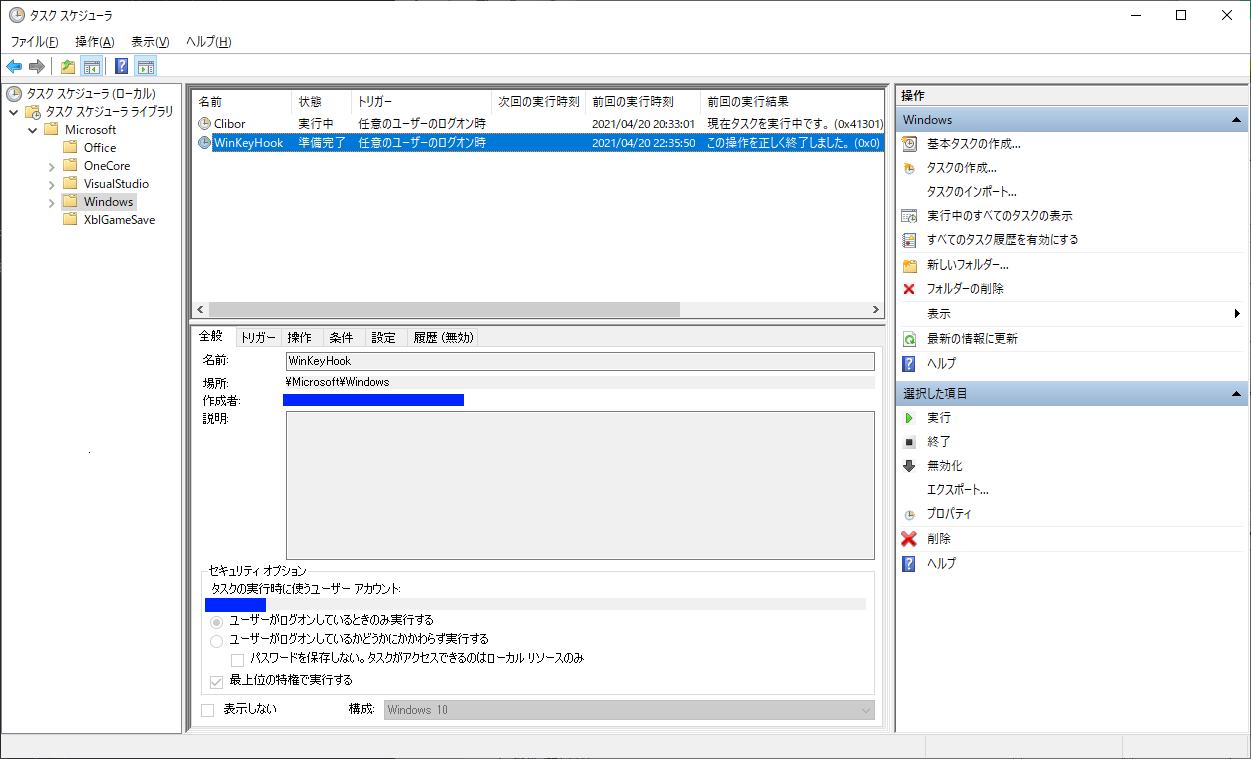 タスク スケジューラ
ファイル(F) 操作(A) 表示(V) ヘルプ(H)
タスク スケジューラ (ローカル)
タスク スケジューラ ライブラリ
Microsoft
Office
OneCore
VisualStudio
Windows
XblGameSave
名前 状態 トリガー 次回の実行時刻 前回の実行時刻 前回の実行結果
Clibor 実行中 任意のユーザーのログオン時 2021/04/20 20:33:01 現在タスクを実行中です。 (0x41301)
WinKeyHook 準備完了 任意のユーザーのログオン時 2021/04/20 22:35:50 この操作を正しく終了しました。 (0x0)
全般 トリガー 操作 条件 設定 履歴 (無効)
名前: WinKeyHook
場所: ¥Microsoft¥Windows
作成者:
説明:
セキュリティ オプション
タスクの実行時に使うユーザー アカウント:
ユーザーがログオンしているときのみ実行する
ユーザーがログオンしているかどうかにかかわらず実行する
パスワードを保存しない。タスクがアクセスできるのはローカル リソースのみ
最上位の特権で実行する
表示しない 構成: Windows 10
操作
Windows
基本タスクの作成...
タスクの作成...
タスクのインポート...
実行中のすべてのタスクの表示
すべてのタスク履歴を有効にする
新しいフォルダー...
フォルダーの削除
表示
最新の情報に更新
ヘルプ
選択した項目
実行
終了
無効化
エクスポート...
プロパティ
削除
ヘルプ